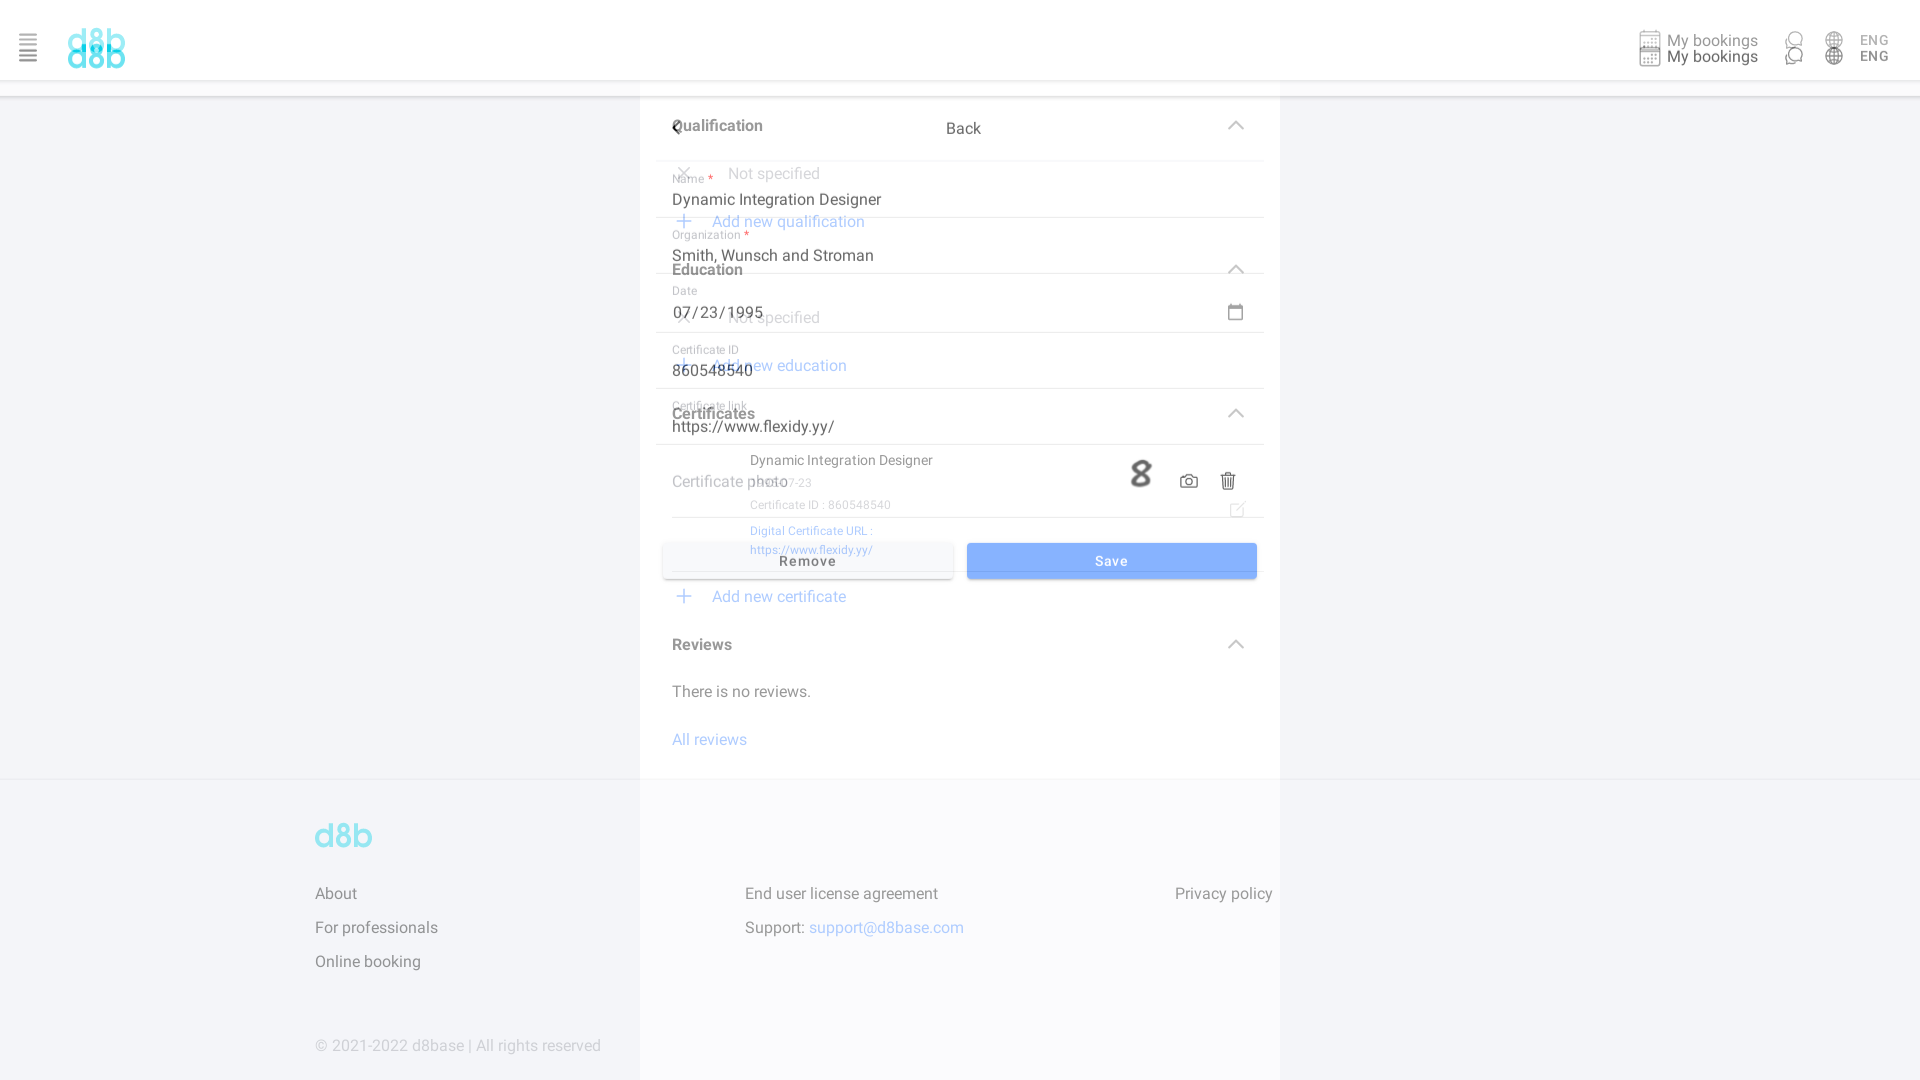 d8b
My bookings
ENG
d8b
My bookings
ENG
Qualification
Back
Not specified
Name *
Dynamic Integration Designer
Add new qualification
Organization *
Smith, Wunsch and Stroman
Education
Date
07/23/1995
Not specified
Certificate ID
Add new education
860548540
Certificate link
Certificates
https://www.flexidy.yy/
Dynamic Integration Designer
8
Certificate photo
1995-07-23
Certificate ID : 860548540
Digital Certificate URL :
https://www.flexidy.yy/
Remove
Save
Add new certificate
Reviews
There is no reviews.
All reviews
d8b
About
End user license agreement
Privacy policy
For professionals
Support: support@d8base.com
Online booking
© 2021-2022 d8base | All rights reserved